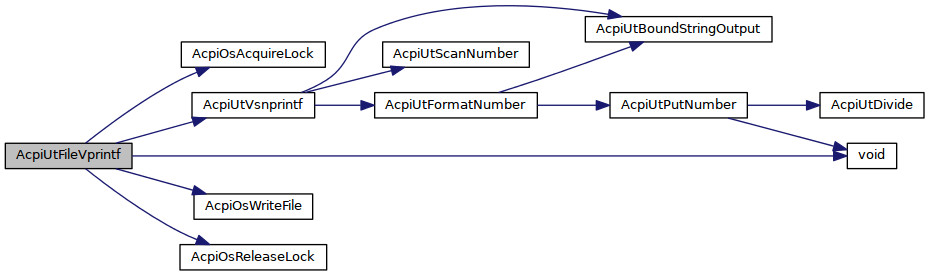 AcpiUtBoundStringOutput
AcpiOsAcquireLock
AcpiUtScanNumber
AcpiUtVsnprintf
AcpiUtFormatNumber
AcpiUtPutNumber
AcpiUtDivide
AcpiUtFileVprintf
void
AcpiOsWriteFile
AcpiOsReleaseLock